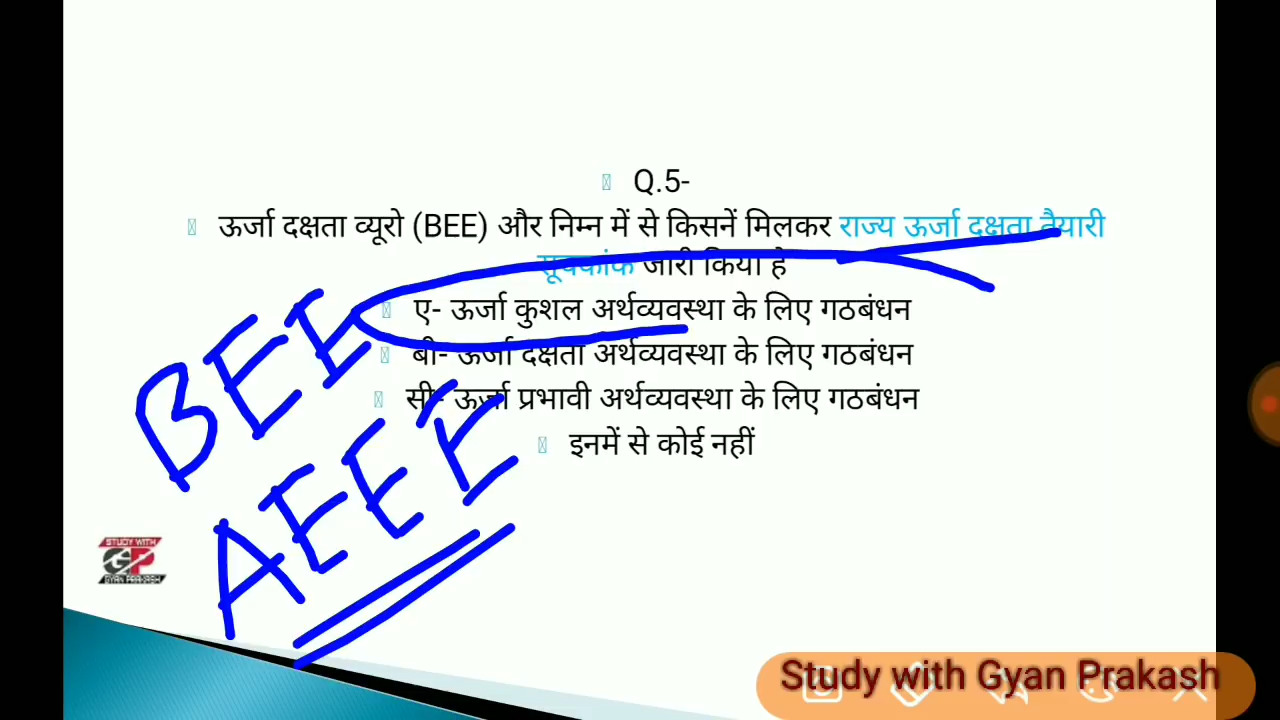 Q.5-
ऊर्जा दक्षता व्यूरो (BEE) और निम्न में से किसनें मिलकर राज्य ऊर्जा दक्षता तैयारी
सूचकांक जारी किया है
ए- ऊर्जा कुशल अर्थव्यवस्था के लिए गठबंधन
बी- ऊर्जा दक्षता अर्थव्यवस्था के लिए गठबंधन
सी- ऊर्जा प्रभावी अर्थव्यवस्था के लिए गठबंधन
इनमें से कोई नहीं
BEE
AEEE
STUDY WITH
GP
GYAN PRAKASH
Study with Gyan Prakash